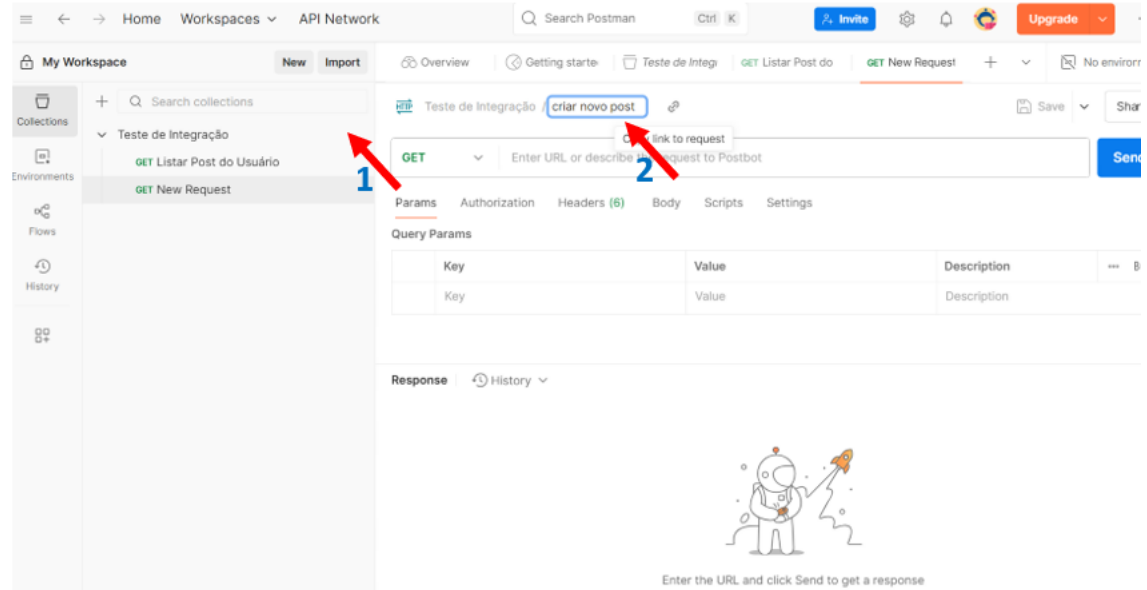 Home Workspaces API Network Search Postman Ctrl K Invite Upgrade
My Workspace New Import Overview Getting starte Teste de Integ GET Listar Post do GET New Request No environ
Collections
Search collections
Teste de Integração / criar novo post Save Shar
Teste de Integração
link to request
GET Listar Post do Usuário
GET Enter URL or describe the request to Postbot Send
Environments
1
2
GET New Request
Params Authorization Headers (6) Body Scripts Settings
Flows
Query Params
Key Value Description
History
Key Value Description
Response History
Enter the URL and click Send to get a response